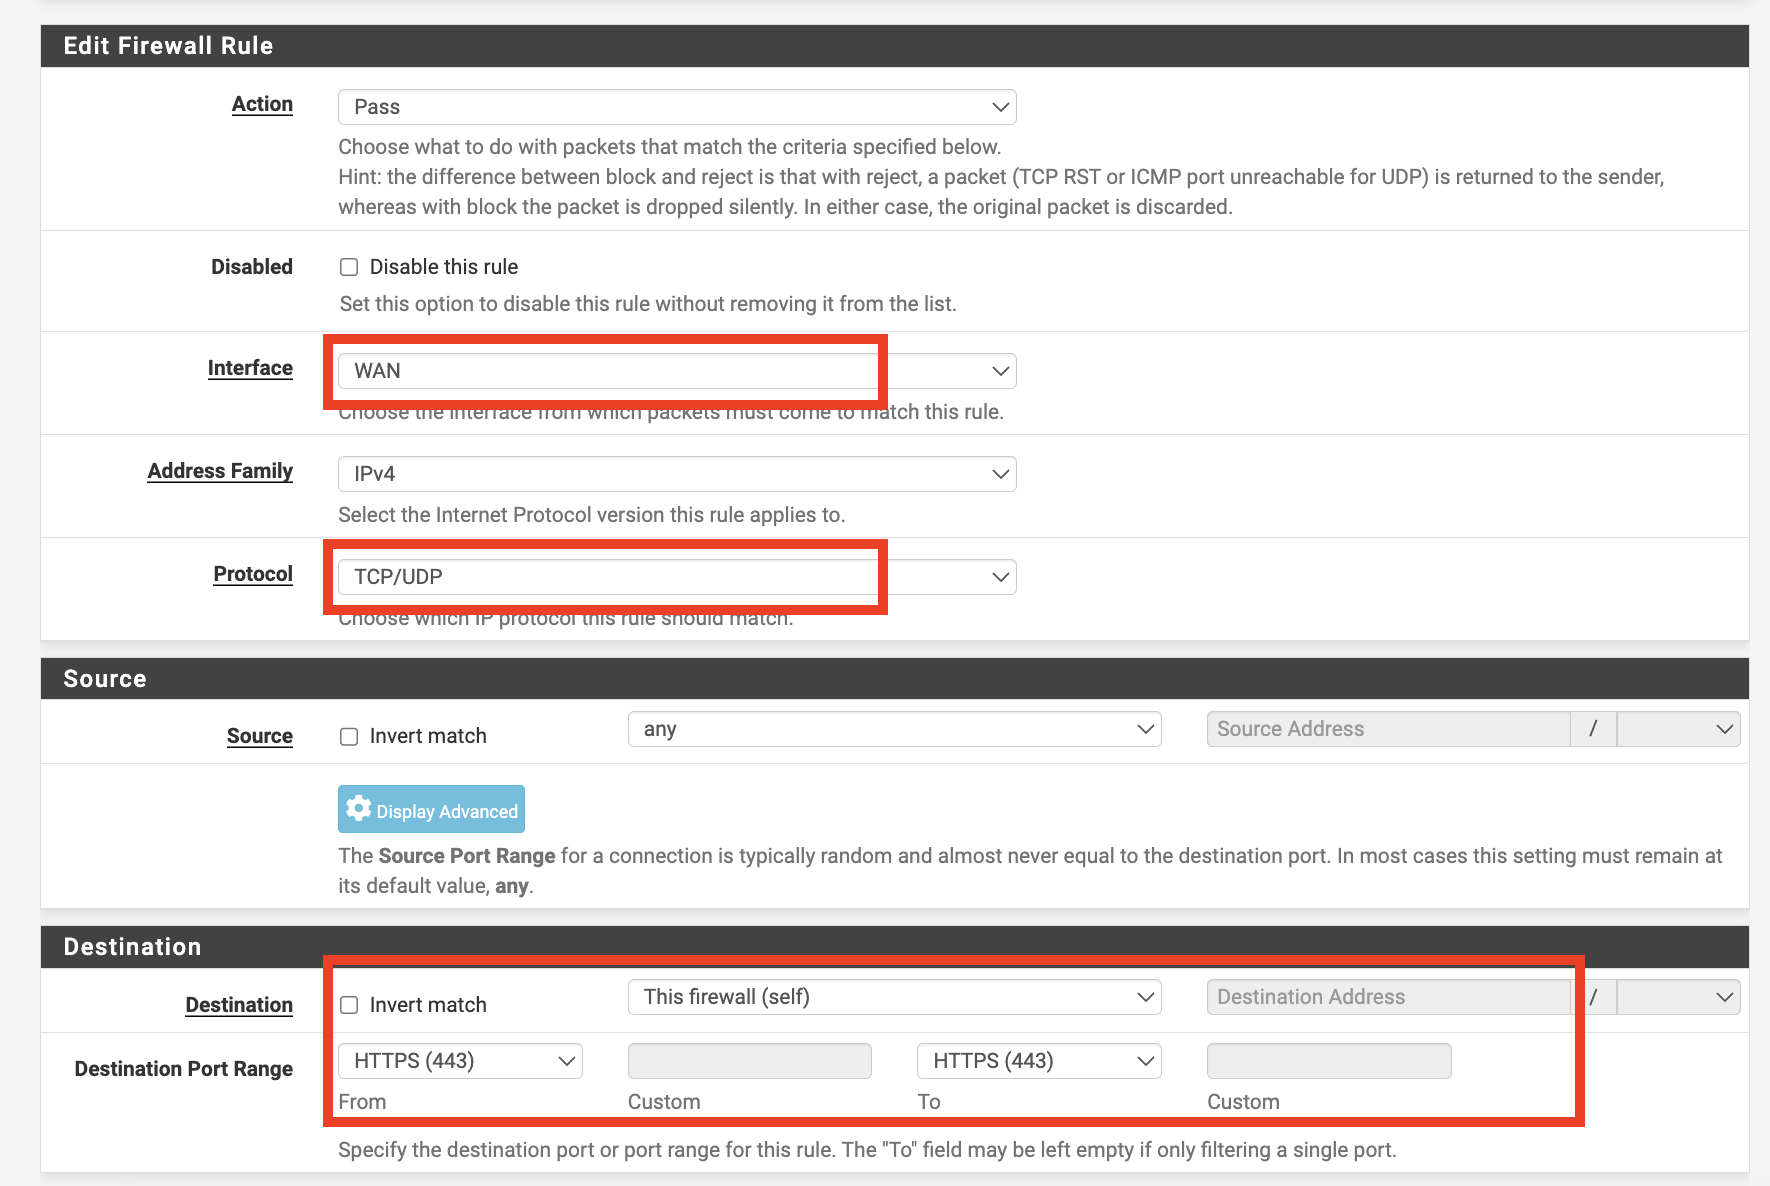 Edit Firewall Rule
Action
Pass
Choose what to do with packets that match the criteria specified below.
Hint: the difference between block and reject is that with reject, a packet (TCP RST or ICMP port unreachable for UDP) is returned to the sender,
whereas with block the packet is dropped silently. In either case, the original packet is discarded.
Disabled
Disable this rule
Set this option to disable this rule without removing it from the list.
Interface
WAN
Choose the interface from which packets must come to match this rule.
Address Family
IPv4
Select the Internet Protocol version this rule applies to.
Protocol
TCP/UDP
Choose which IP protocol this rule should match.
Source
Source
Invert match
any
Source Address
/
Display Advanced
The Source Port Range for a connection is typically random and almost never equal to the destination port. In most cases this setting must remain at
its default value, any.
Destination
Destination
Invert match
This firewall (self)
Destination Address
/
Destination Port Range
HTTPS (443)
HTTPS (443)
From
Custom
To
Custom
Specify the destination port or port range for this rule. The "To" field may be left empty if only filtering a single port.